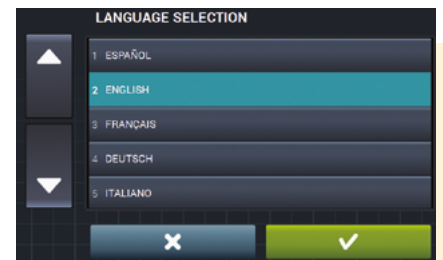 LANGUAGE SELECTION
1 ESPAÑOL
2 ENGLISH
3 FRANÇAIS
4 DEUTSCH
5 ITALIANO